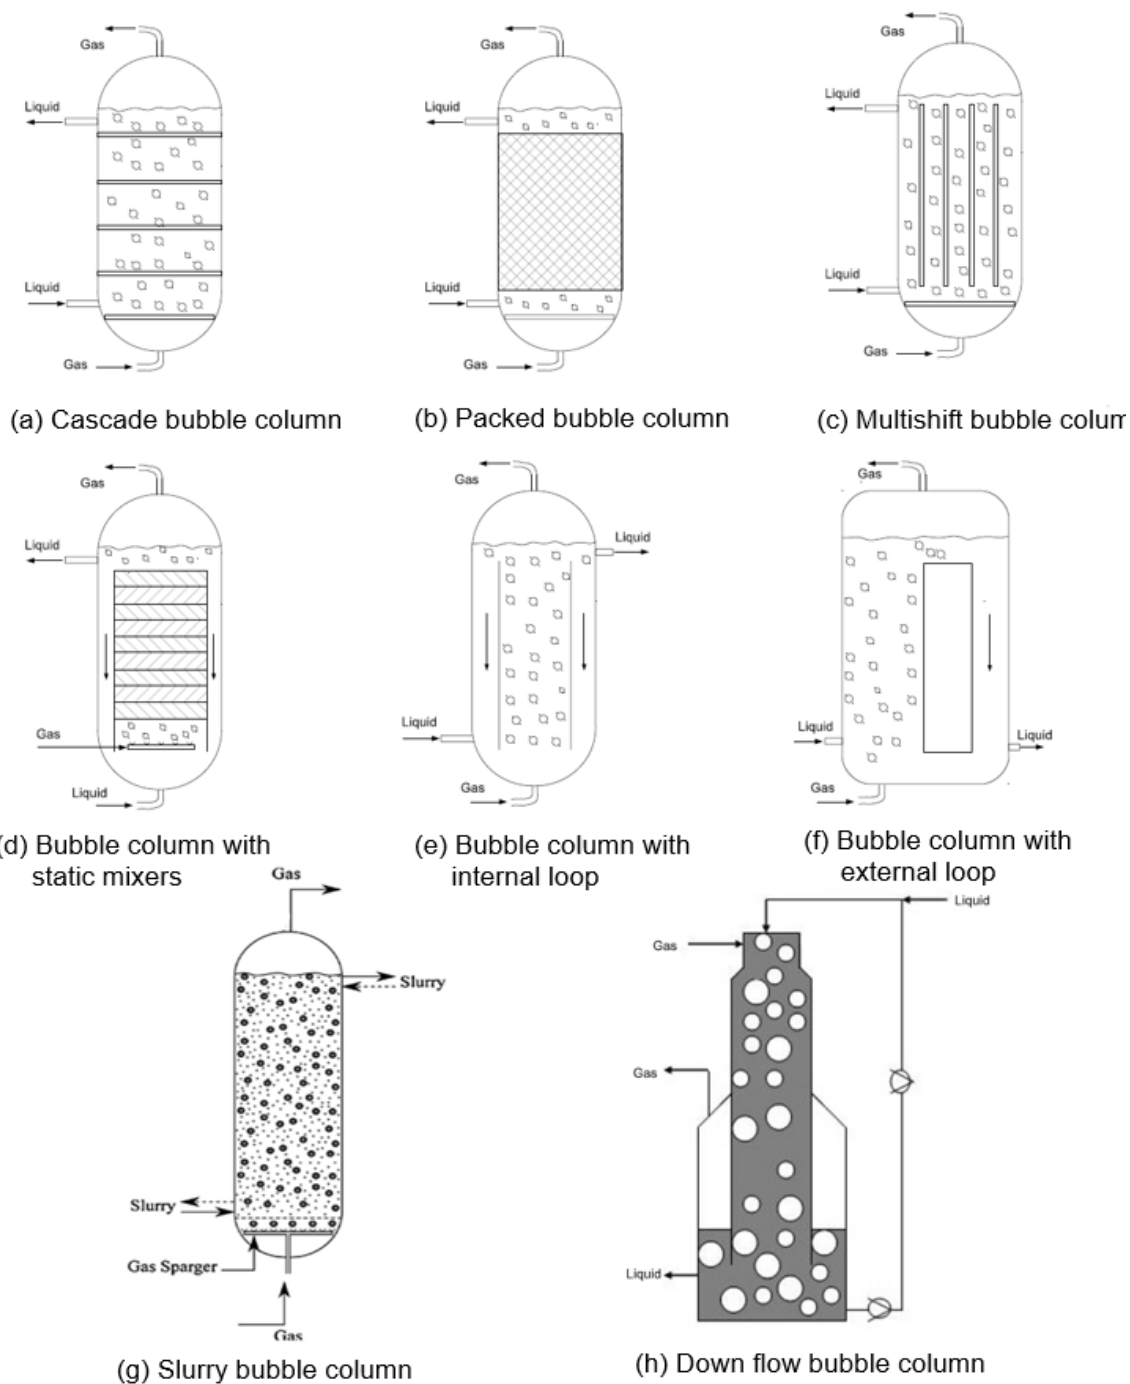 Gas
Liquid
Liquid
Gas
(a) Cascade bubble column
Gas
Liquid
Liquid
Gas
(b) Packed bubble column
Gas
Liquid
Liquid
Gas
(c) Multishift bubble colum
Gas
Liquid
Gas
Liquid
(d) Bubble column with
static mixers
Gas
Liquid
Liquid
Gas
(e) Bubble column with
internal loop
Gas
Liquid
Liquid
Gas
(f) Bubble column with
external loop
Gas
Slurry
Slurry
Gas Sparger
Gas
(g) Slurry bubble column
Liquid
Gas
Gas
Liquid
(h) Down flow bubble column